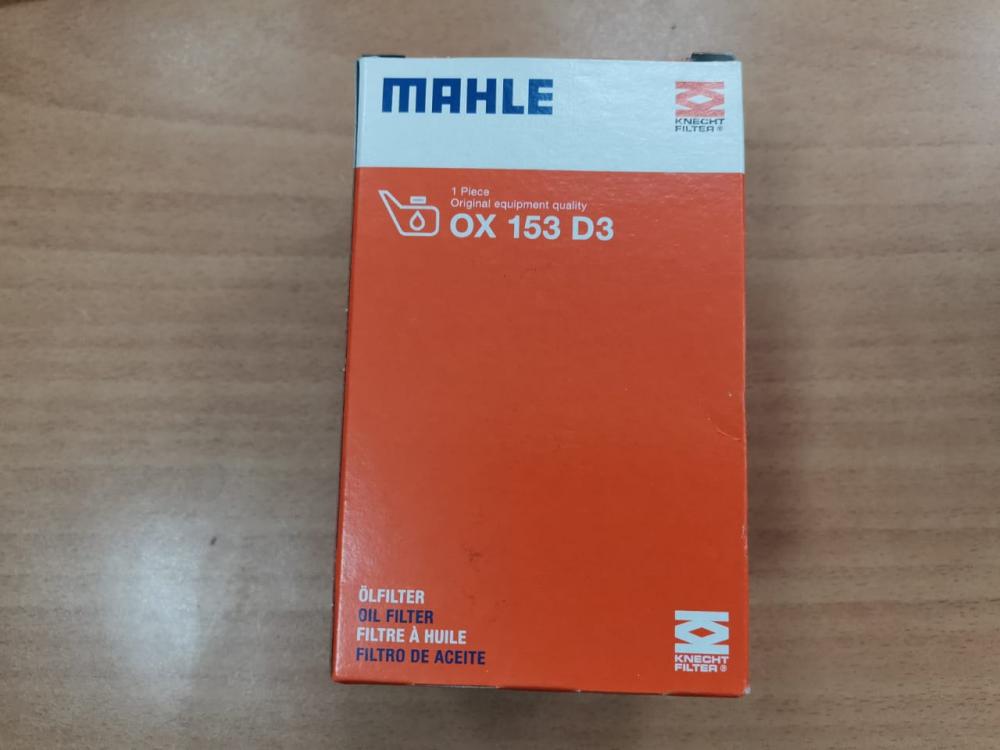 MAHLE
KNECHT
FILTER ®
1 Piece
Original equipment quality
OX 153 D3
ÖLFILTER
OIL FILTER
FILTRE À HUILE
FILTRO DE ACEITE
KNECHT
FILTER ®